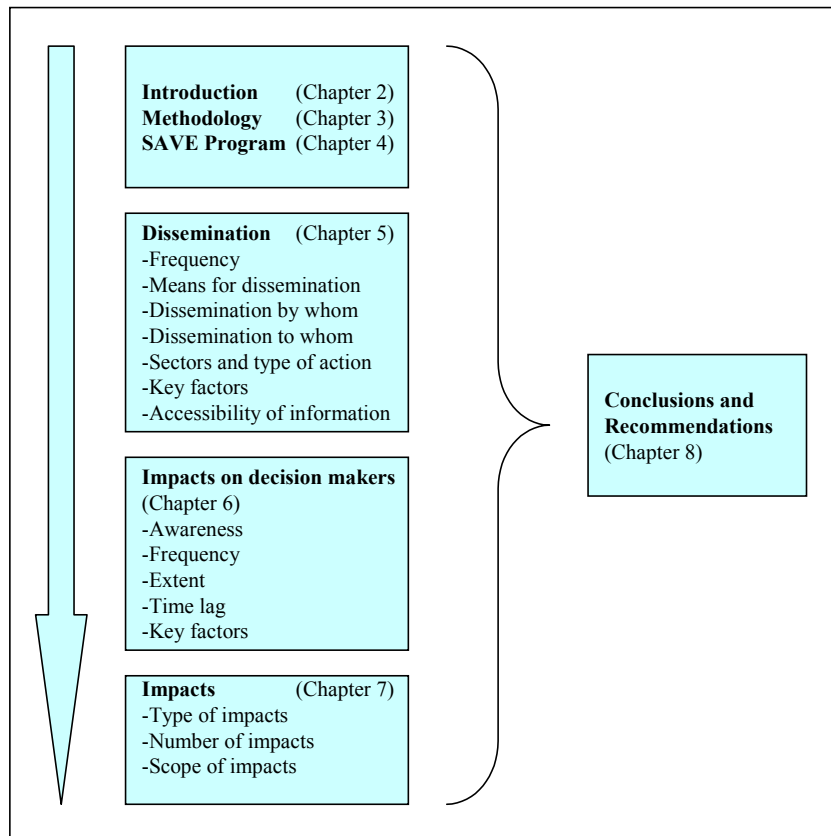 Introduction (Chapter 2)
Methodology (Chapter 3)
SAVE Program (Chapter 4)
Dissemination (Chapter 5)
-Frequency
-Means for dissemination
-Dissemination by whom
-Dissemination to whom
-Sectors and type of action
-Key factors
-Accessibility of information
Impacts on decision makers
(Chapter 6)
-Awareness
-Frequency
-Extent
-Time lag
-Key factors
Impacts (Chapter 7)
-Type of impacts
-Number of impacts
-Scope of impacts
Conclusions and
Recommendations
(Chapter 8)